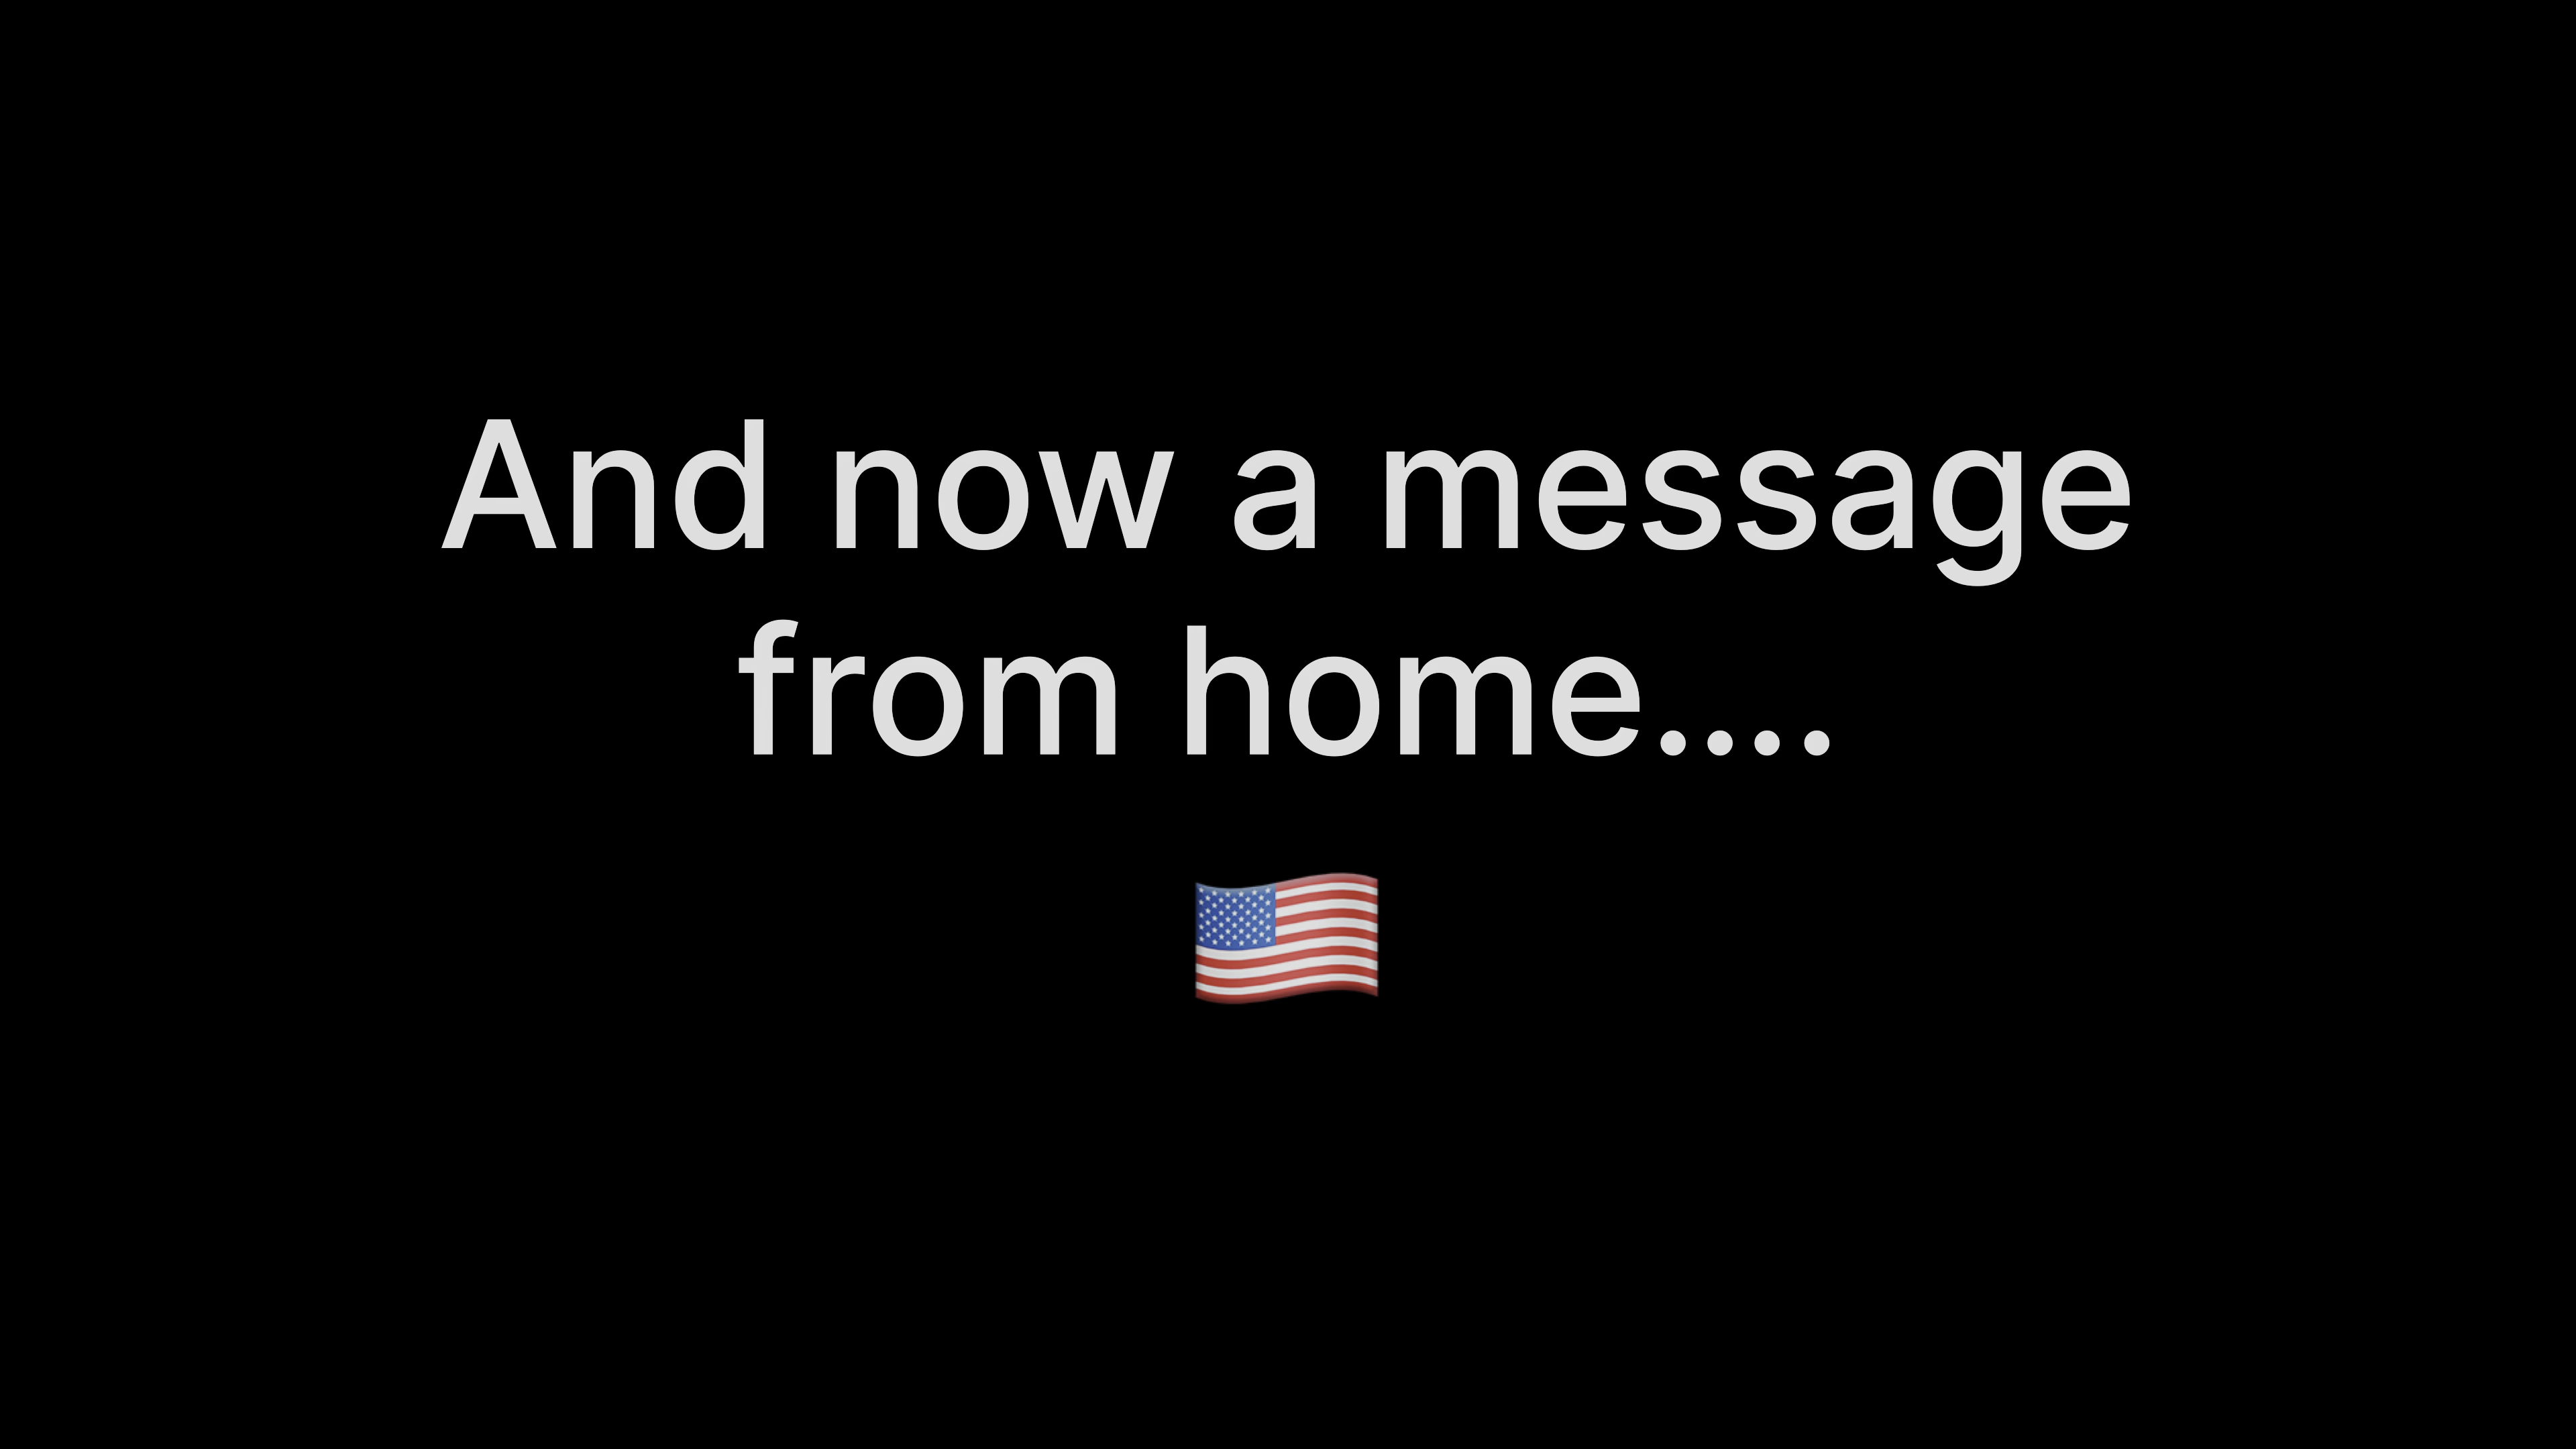 And now a message
from home....
🇺🇸